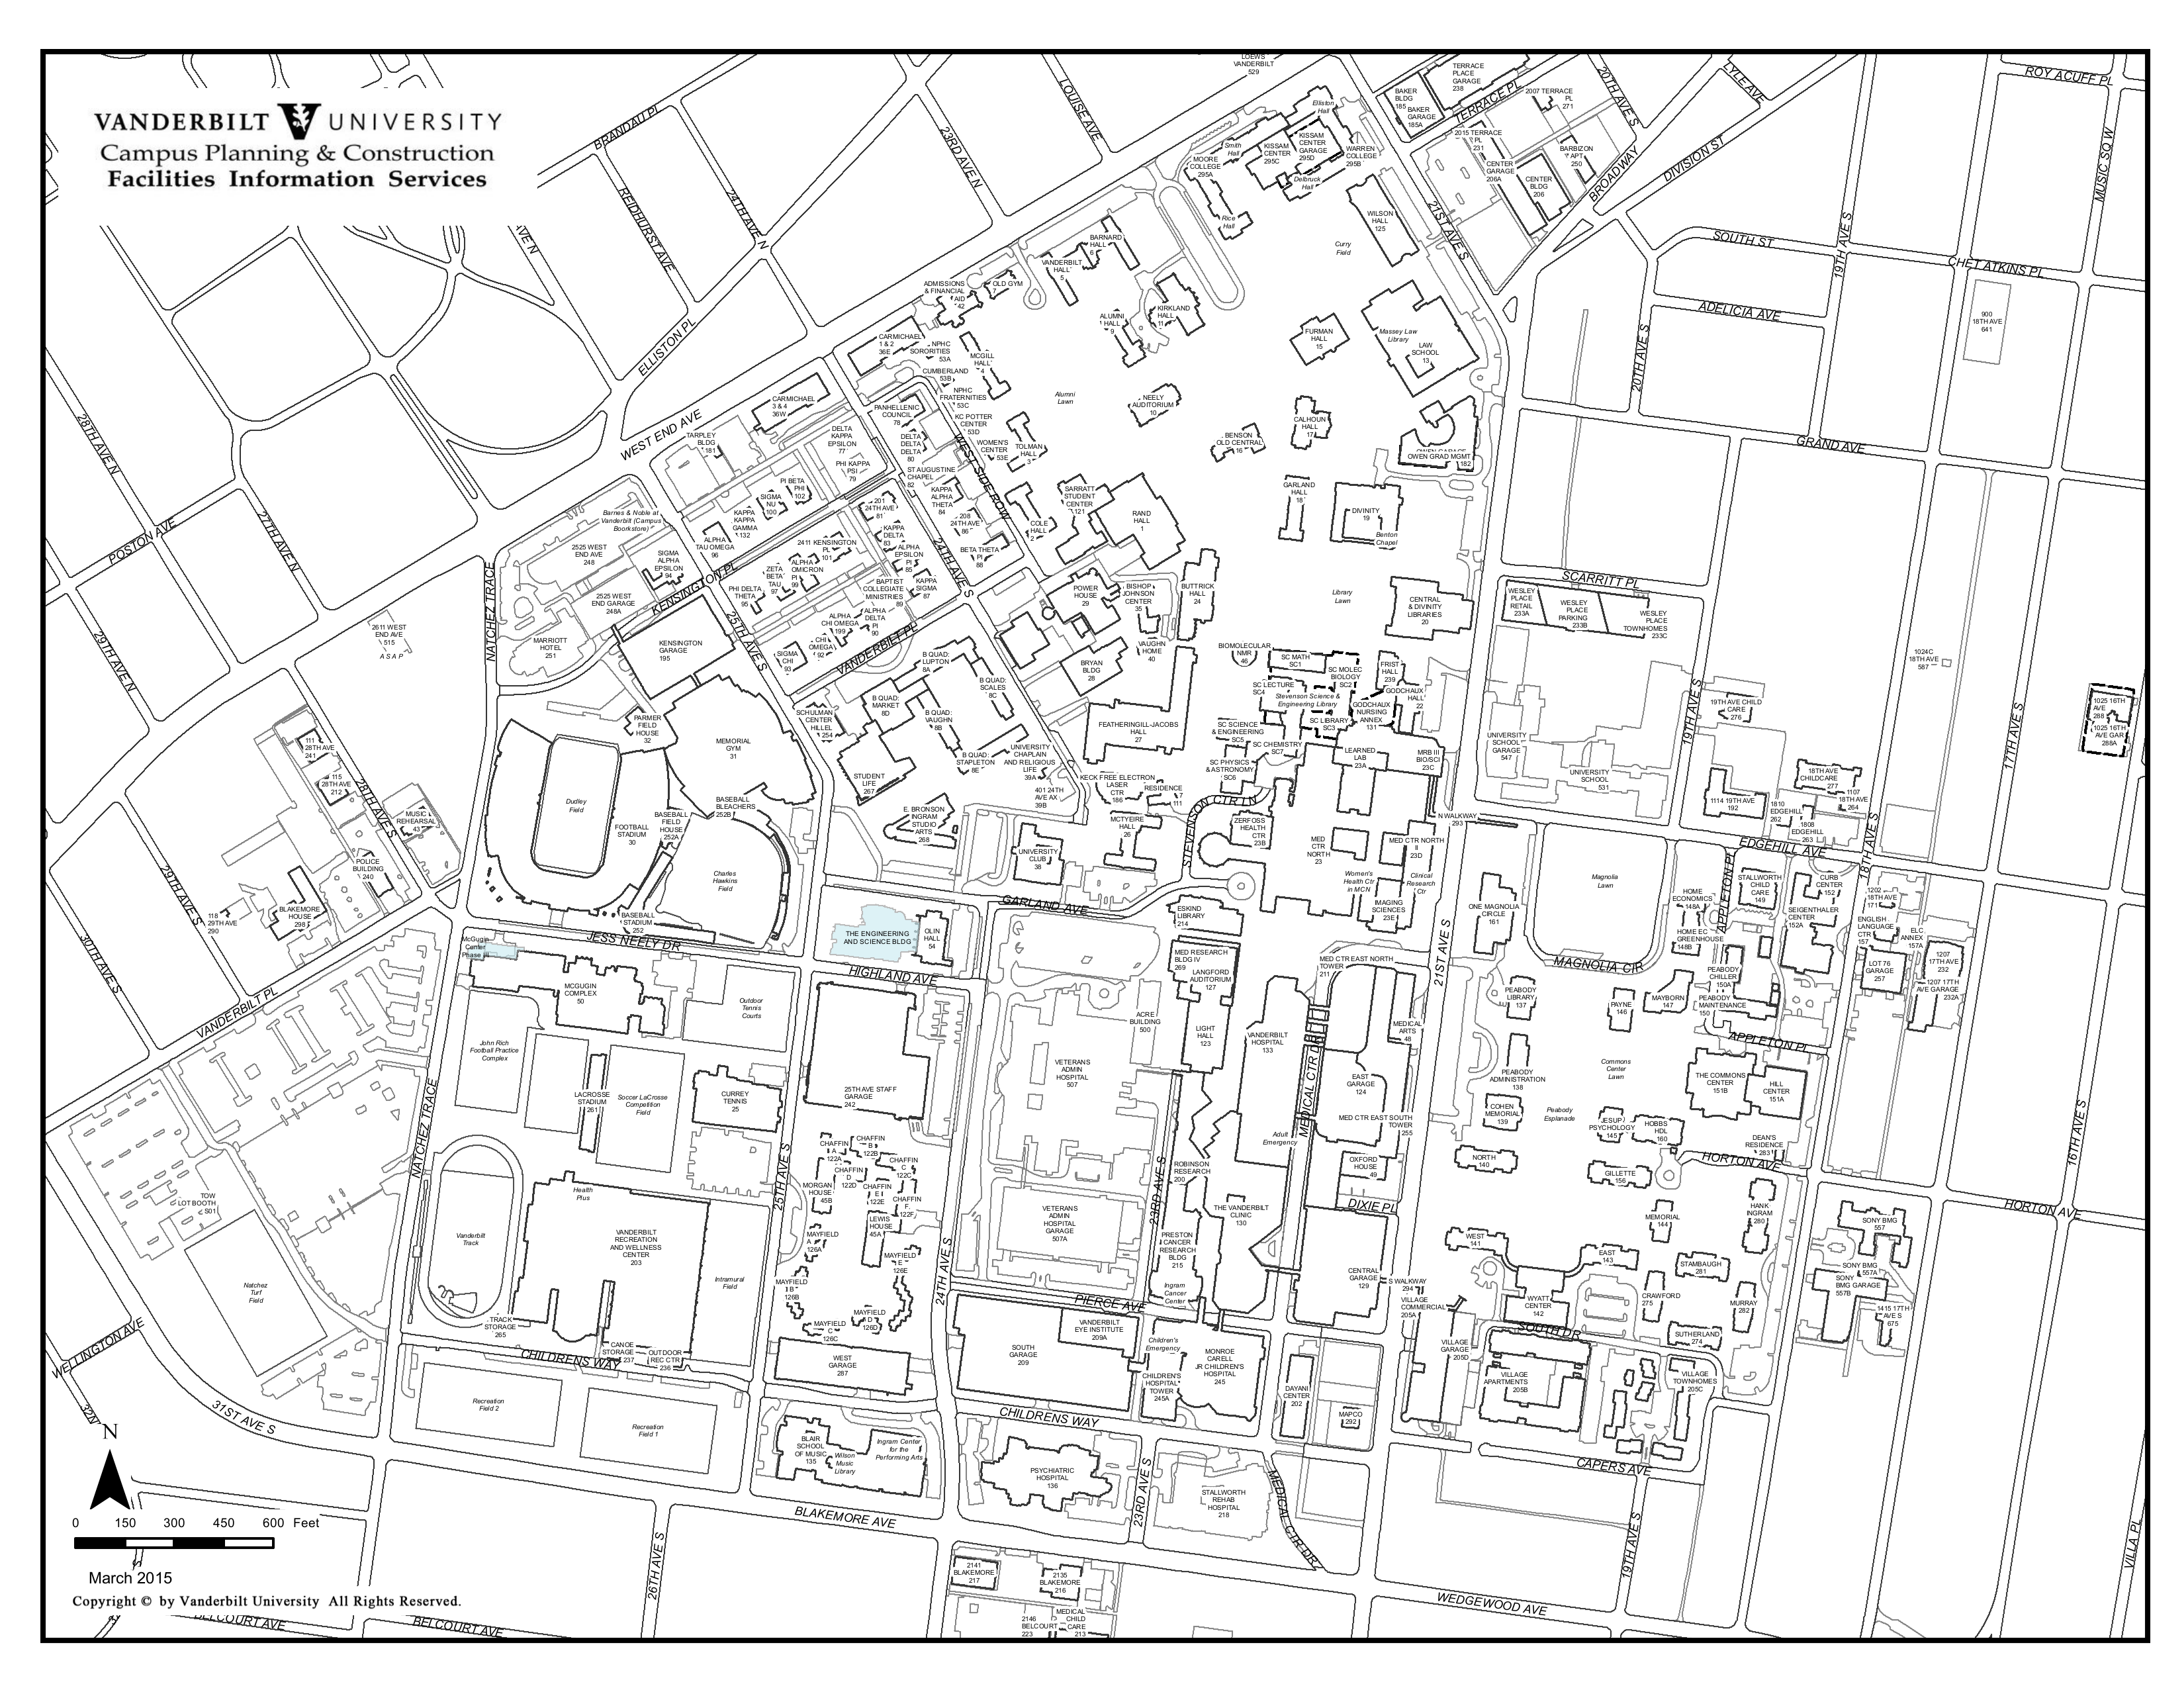 VANDERBILT V UNIVERSITY
Campus Planning & Construction
Facilities Information Services
LOEWS
VANDERBILT
529
TERRACE
PLACE
GARAGE
238
BAKER
BLDG
185
BAKER
GARAGE
185A
TERRACE PL
2007 TERRACE
PL
271
20TH AVE S
LYLE AVE
ROY ACUFF PL
MUSIC SQ W
BRANDAU PL
REIDHURST AVE
24TH AVE N
23RD AVE N
LOUISE AVE
AVE N
Elliston
Hall
KISSAM
CENTER
GARAGE
295D
KISSAM
CENTER
295C
WARREN
COLLEGE
295B
Smith
Hall
MOORE
COLLEGE
295A
Delbruck
Hall
Rice
Hall
2015 TERRACE
PL
231
CENTER
GARAGE
206A
CENTER
BLDG
206
BARBIZON
APT
250
BROADWAY
DIVISION ST
WILSON
HALL
125
Curry
Field
21ST AVE S
SOUTH ST
19TH AVE S
CHET ATKINS PL
ADELICIA AVE
20TH AVE S
900
18TH AVE
641
BARNARD
HALL
6
VANDERBILT
HALL
5
OLD GYM
7
ADMISSIONS
& FINANCIAL
AID
42
ALUMNI
HALL
9
KIRKLAND
HALL
11
FURMAN
HALL
15
Massey Law
Library
LAW
SCHOOL
13
ELLISTON PL
WEST END AVE
CARMICHAEL
1 & 2
36E
NPHC
SORORITIES
53A
MCGILL
HALL
4
CUMBERLAND
53B
NPHC
FRATERNITIES
53C
KC POTTER
CENTER
53D
WOMEN'S
CENTER
53E
TOLMAN
HALL
3
Alumni
Lawn
NEELY
AUDITORIUM
10
BENSON
OLD CENTRAL
16
CALHOUN
HALL
17
OWEN GRAD MGMT
182
GRAND AVE
CARMICHAEL
3 & 4
36W
TARPLEY
BLDG
181
PANHELLENIC
COUNCIL
78
DELTA
KAPPA
EPSILON
77
DELTA
DELTA
DELTA
80
PHI KAPPA
PSI
79
ST AUGUSTINE
CHAPEL
82
WEST SIDE ROW
KAPPA
ALPHA
THETA
84
208
24TH AVE
86
PI BETA
PHI
102
SIGMA
NU
100
KAPPA
KAPPA
GAMMA
132
ALPHA
TAU OMEGA
96
201
24TH AVE
81
KAPPA
DELTA
83
ALPHA
EPSILON
PI
85
BETA THETA
PI
88
24TH AVE S
COLE
HALL
2
SARRATT
STUDENT
CENTER
121
RAND
HALL
1
GARLAND
HALL
18
DIVINITY
19
Benton
Chapel
28TH AVE N
27TH AVE N
POSTON AVE
29TH AVE N
Barnes & Noble at
Vanderbilt (Campus
Bookstore)
2525 WEST
END AVE
248
SIGMA
ALPHA
EPSILON
94
2525 WEST
END GARAGE
248A
KENSINGTON PL
2411 KENSINGTON
PL
101
ALPHA
OMICRON
PI
99
ZETA
BETA
TAU
97
PHI DELTA
THETA
95
BAPTIST
COLLEGIATE
MINISTRIES
89
KAPPA
SIGMA
87
ALPHA
DELTA
PI
90
ALPHA
CHI OMEGA
199
CHI
OMEGA
92
SIGMA
CHI
93
VANDERBILT PL
25TH AVE S
NATCHEZ TRACE
MARRIOTT
HOTEL
251
KENSINGTON
GARAGE
195
2611 WEST
END AVE
515
A S A P
POWER
HOUSE
29
BISHOP
JOHNSON
CENTER
35
BUTTRICK
HALL
24
VAUGHN
HOME
40
BRYAN
BLDG
28
Library
Lawn
CENTRAL
& DIVINITY
LIBRARIES
20
SCARRITT PL
WESLEY
PLACE
RETAIL
233A
WESLEY
PLACE
PARKING
233B
WESLEY
PLACE
TOWNHOMES
233C
1024C
18TH AVE
587
1025 16TH
AVE
288
1025 16TH
AVE GAR
288A
BIOMOLECULAR
NMR
46
SC MATH
SC1
SC MOLEC
BIOLOGY
SC2
FRIST
HALL
239
SC LECTURE
SC4
Stevenson Science &
Engineering Library
GODCHAUX
HALL
22
GODCHAUX
NURSING
ANNEX
131
SC LIBRARY
SC3
SC SCIENCE
& ENGINEERING
SC5
SC CHEMISTRY
SC7
SC PHYSICS
& ASTRONOMY
SC6
LEARNED
LAB
23A
MRB III
BIO/SCI
23C
B QUAD:
LUPTON
8A
B QUAD:
SCALES
8C
B QUAD:
MARKET
8D
B QUAD:
VAUGHN
8B
B QUAD:
STAPLETON
8E
SCHULMAN
CENTER
HILLEL
254
STUDENT
LIFE
267
UNIVERSITY
CHAPLAIN
AND RELIGIOUS
LIFE
39A
401 24TH
AVE AX
39B
FEATHERINGILL-JACOBS
HALL
27
KECK FREE ELECTRON
LASER
CTR
186
RESIDENCE
111
MCTYEIRE
HALL
26
STEVENSON CTR LN
ZERFOSS
HEALTH
CTR
23B
PARMER
FIELD
HOUSE
32
MEMORIAL
GYM
31
Dudley
Field
FOOTBALL
STADIUM
30
BASEBALL
BLEACHERS
252B
BASEBALL
FIELD
HOUSE
252A
Charles
Hawkins
Field
BASEBALL
STADIUM
252
E. BRONSON
INGRAM
STUDIO
ARTS
268
UNIVERSITY
CLUB
38
MED
CTR
NORTH
23
MED CTR NORTH
II
23D
Women's
Health Ctr
in MCN
Clinical
Research
Ctr
IMAGING
SCIENCES
23E
N WALKWAY
293
UNIVERSITY
SCHOOL
GARAGE
547
UNIVERSITY
SCHOOL
531
19TH AVE CHILD
CARE
276
19TH AVE S
17TH AVE S
18TH AVE
CHILDCARE
277
1114 19TH AVE
192
1810
EDGEHILL
262
1107
18TH AVE
264
1808
EDGEHILL
263
EDGEHILL AVE
18TH AVE S
111
28TH AVE
241
115
28TH AVE
212
28TH AVE S
MUSIC
REHEARSAL
43
POLICE
BUILDING
240
BLAKEMORE
HOUSE
298
118
29TH AVE
290
29TH AVE S
30TH AVE S
VANDERBILT PL
McGugin
Center
Phase III
JESS NEELY DR
THE ENGINEERING
AND SCIENCE BLDG
OLIN
HALL
54
GARLAND AVE
HIGHLAND AVE
ESKIND
LIBRARY
214
MED RESEARCH
BLDG IV
269
LANGFORD
AUDITORIUM
127
MED CTR EAST NORTH
TOWER
211
ONE MAGNOLIA
CIRCLE
161
Magnolia
Lawn
MAGNOLIA CIR
HOME
ECONOMICS
148A
HOME EC
GREENHOUSE
148B
APPLETON PL
STALLWORTH
CHILD
CARE
149
CURB
CENTER
152
SEIGENTHALER
CENTER
152A
1202
18TH AVE
171
ENGLISH
LANGUAGE
CTR
157
ELC
ANNEX
157A
LOT 76
GARAGE
257
1207
17TH AVE
232
1207 17TH
AVE GARAGE
232A
MCGUGIN
COMPLEX
50
Outdoor
Tennis
Courts
John Rich
Football Practice
Complex
LACROSSE
STADIUM
261
Soccer LaCrosse
Competition
Field
CURREY
TENNIS
25
25TH AVE STAFF
GARAGE
242
ACRE
BUILDING
500
VETERANS
ADMIN
HOSPITAL
507
LIGHT
HALL
123
VANDERBILT
HOSPITAL
133
MEDICAL
ARTS
48
EAST
GARAGE
124
MED CTR EAST SOUTH
TOWER
255
MEDICAL CTR DR
Adult
Emergency
21ST AVE S
PEABODY
LIBRARY
137
PAYNE
146
MAYBORN
147
PEABODY
CHILLER
150A
PEABODY
MAINTENANCE
150
APPLETON PL
PEABODY
ADMINISTRATION
138
Commons
Center
Lawn
THE COMMONS
CENTER
151B
HILL
CENTER
151A
COHEN
MEMORIAL
139
Peabody
Esplanade
JESUP
PSYCHOLOGY
145
HOBBS
HDL
160
DEAN'S
RESIDENCE
283
HORTON AVE
16TH AVE S
NORTH
140
GILLETTE
156
HANK
INGRAM
280
MEMORIAL
144
HORTON AVE
SONY BMG
557
SONY BMG
557A
SONY
BMG GARAGE
557B
1415 17TH
AVE S
675
NATCHEZ TRACE
Health
Plus
VANDERBILT
RECREATION
AND WELLNESS
CENTER
203
Vanderbilt
Track
Intramural
Field
TOW
LOT BOOTH
S01
Natchez
Turf
Field
TRACK
STORAGE
265
CANOE
STORAGE
237
OUTDOOR
REC CTR
236
CHILDRENS WAY
Recreation
Field 2
Recreation
Field 1
25TH AVE S
CHAFFIN
A
122A
CHAFFIN
B
122B
CHAFFIN
C
122C
CHAFFIN
D
122D
CHAFFIN
E
122E
CHAFFIN
F
122F
MORGAN
HOUSE
45B
LEWIS
HOUSE
45A
MAYFIELD
A
126A
MAYFIELD
B
126B
MAYFIELD
C
126C
MAYFIELD
D
126D
MAYFIELD
E
126E
WEST
GARAGE
287
24TH AVE S
VETERANS
ADMIN
HOSPITAL
GARAGE
507A
23RD AVE S
ROBINSON
RESEARCH
200
THE VANDERBILT
CLINIC
130
PRESTON
CANCER
RESEARCH
BLDG
215
Ingram
Cancer
Center
OXFORD
HOUSE
49
DIXIE PL
CENTRAL
GARAGE
129
S WALKWAY
294
VILLAGE
COMMERCIAL
205A
PIERCE AVE
VANDERBILT
EYE INSTITUTE
209A
SOUTH
GARAGE
209
Children's
Emergency
MONROE
CARELL
JR CHILDREN'S
HOSPITAL
245
CHILDREN'S
HOSPITAL
TOWER
245A
DAYANI
CENTER
202
MAPCO
292
WEST
141
EAST
143
WYATT
CENTER
142
STAMBAUGH
281
CRAWFORD
275
MURRAY
282
SUTHERLAND
274
SOUTH DR
VILLAGE
GARAGE
205D
VILLAGE
APARTMENTS
205B
VILLAGE
TOWNHOMES
205C
CAPERS AVE
CHILDRENS WAY
BLAIR
SCHOOL
OF MUSIC
135
Wilson
Music
Library
Ingram Center
for the
Performing Arts
PSYCHIATRIC
HOSPITAL
136
23RD AVE S
STALLWORTH
REHAB
HOSPITAL
218
MEDICAL CTR DR
BLAKEMORE AVE
26TH AVE S
2141
BLAKEMORE
217
2135
BLAKEMORE
216
2146
BELCOURT
223
MEDICAL
CHILD
CARE
213
WEDGEWOOD AVE
19TH AVE S
VILLA PL
WELLINGTON AVE
31ST AVE S
32N
N
0 150 300 450 600 Feet
March 2015
Copyright © by Vanderbilt University All Rights Reserved.
BELCOURT AVE
BELCOURT AVE